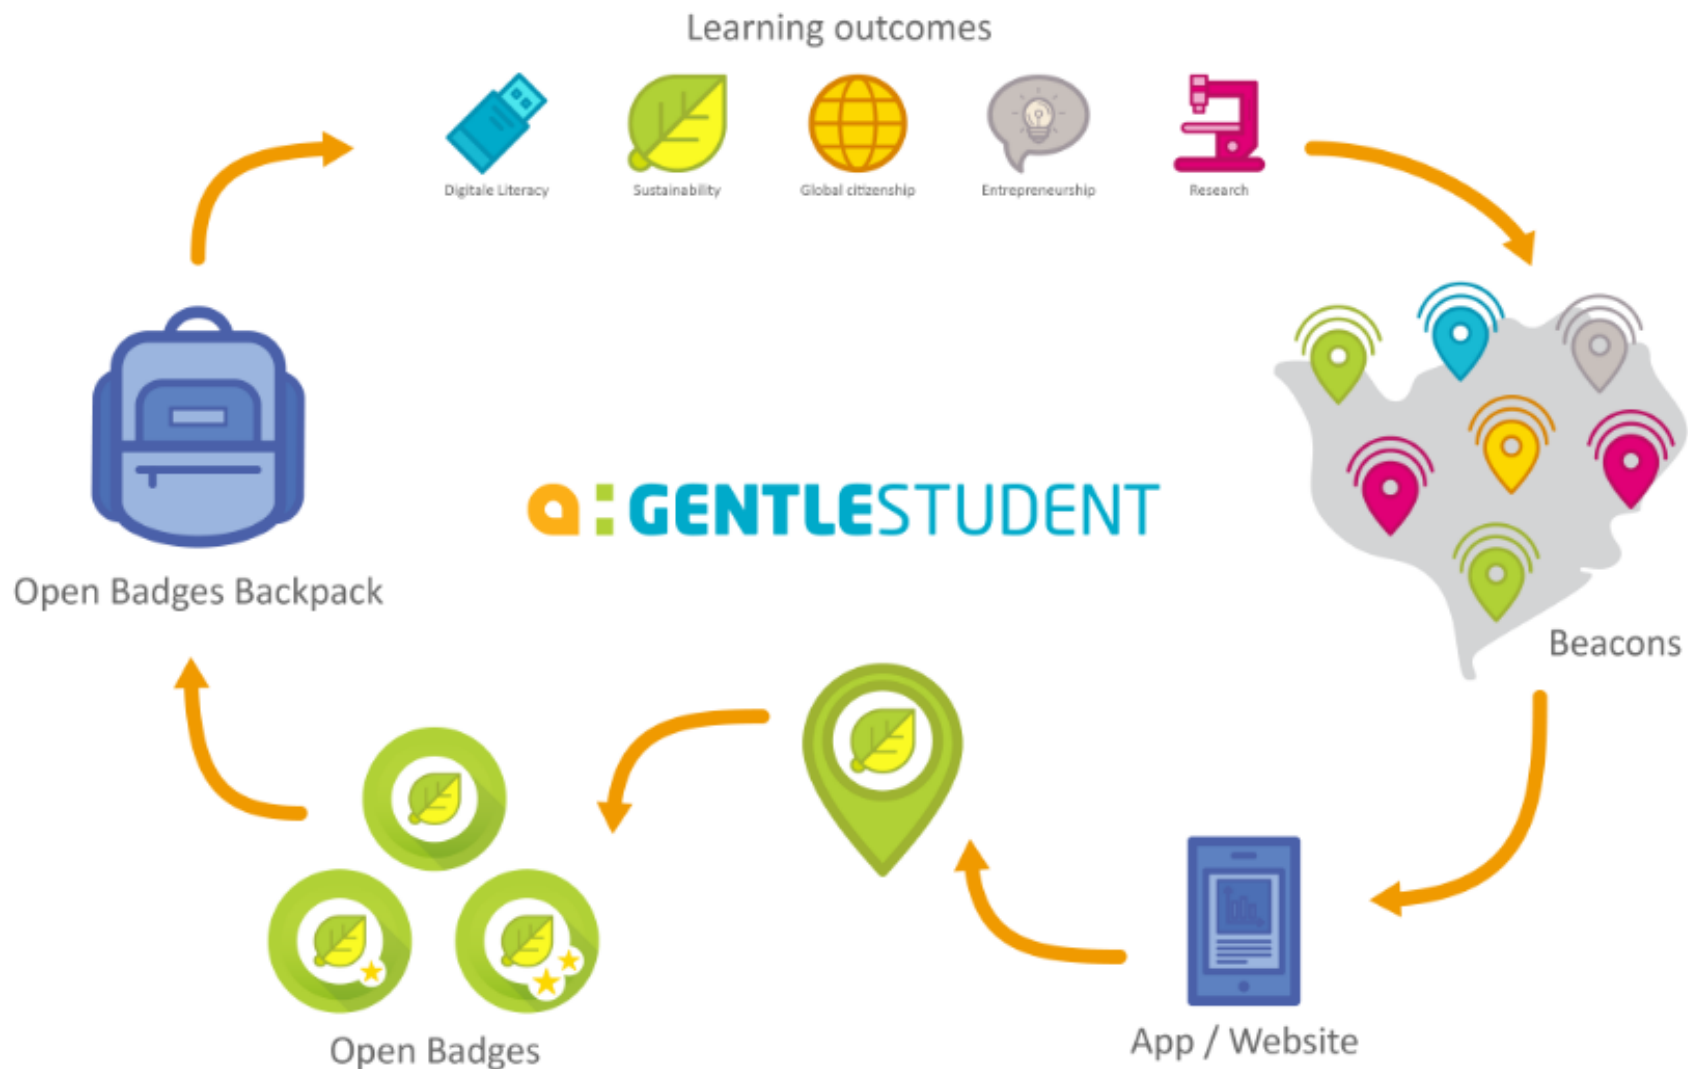 Learning outcomes
Digitale Literacy
Sustainability
Global citizenship
Entrepreneurship
Research
Open Badges Backpack
a:GENTLESTUDENT
Beacons
Open Badges
App / Website